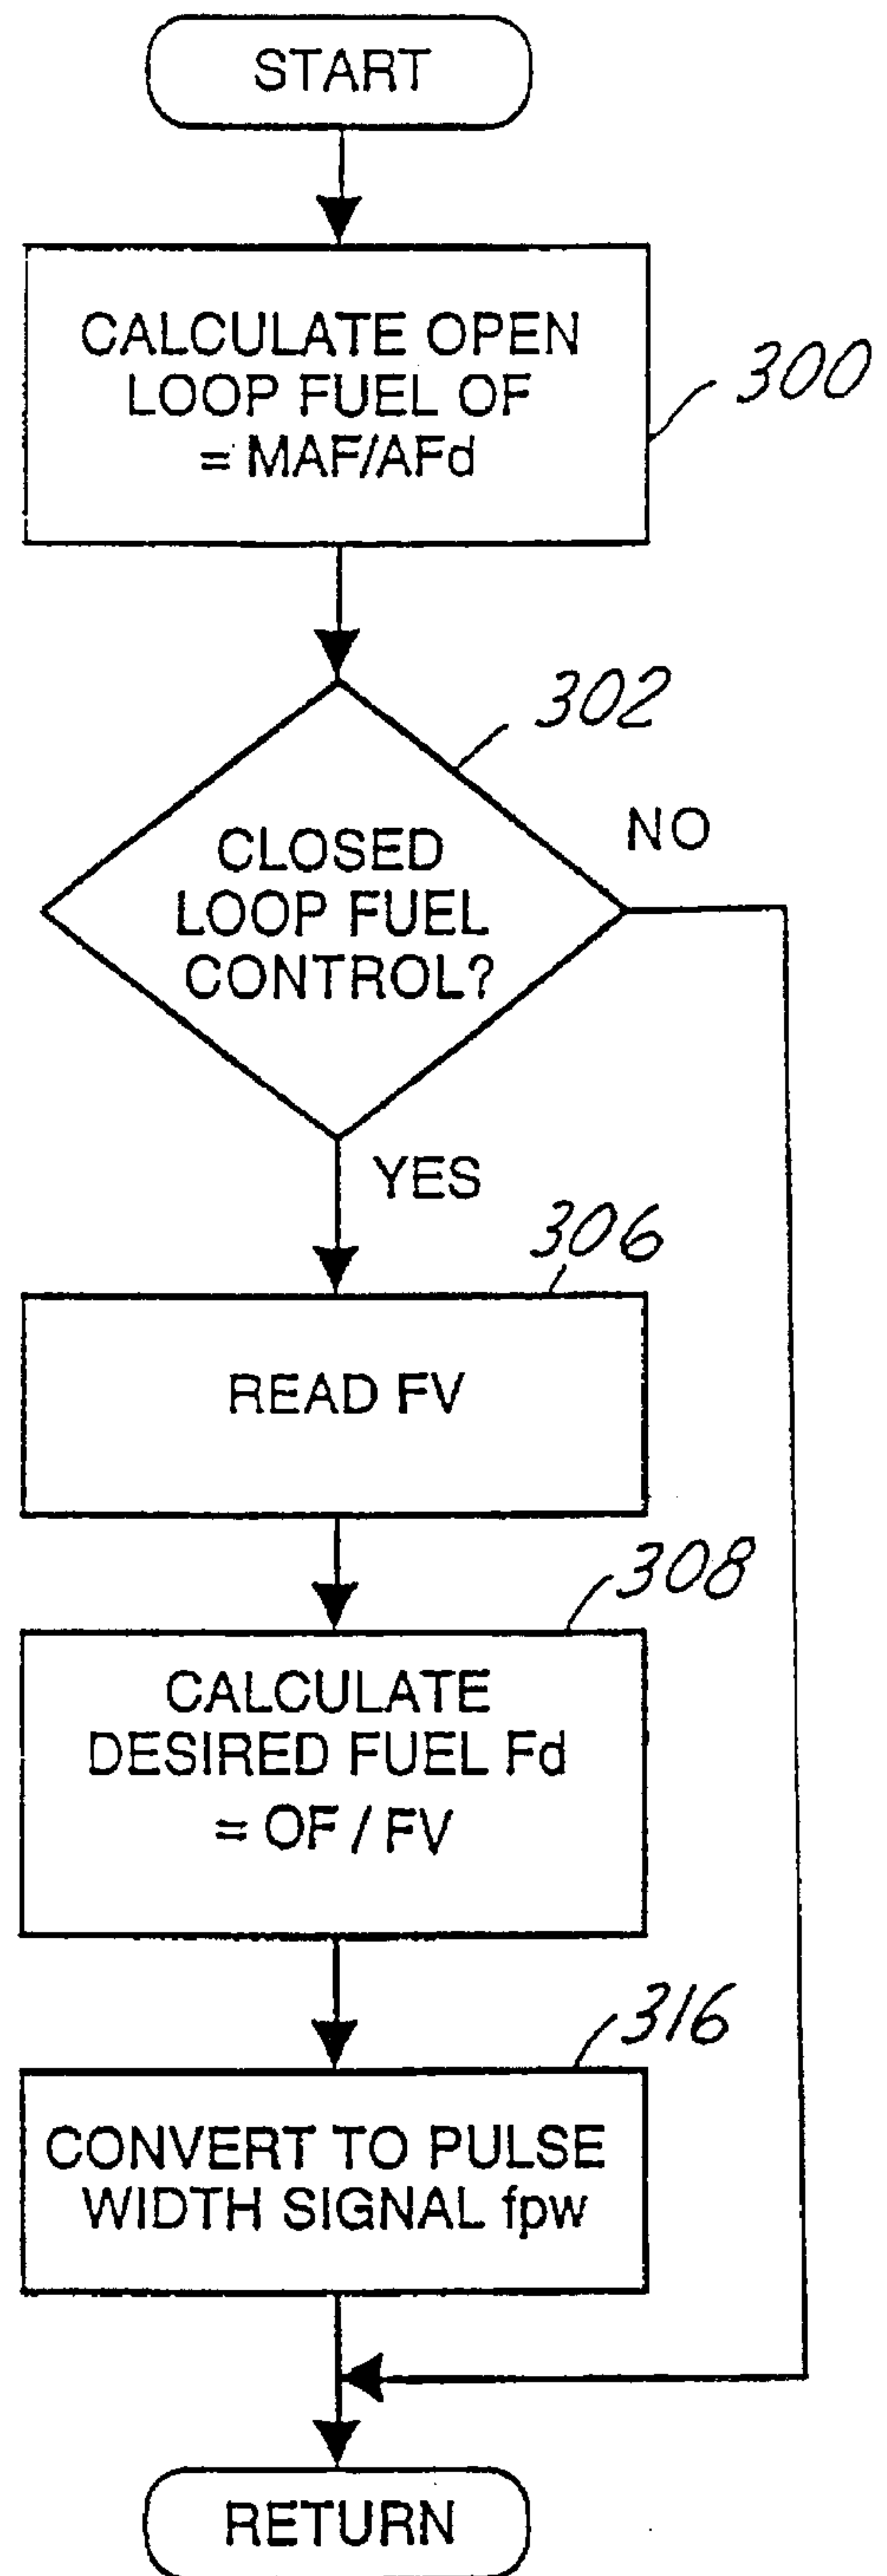 START
CALCULATE OPEN
LOOP FUEL OF
= MAF/AFd
300
302
NO
CLOSED
LOOP FUEL
CONTROL?
YES
306
READ FV
308
CALCULATE
DESIRED FUEL Fd
= OF / FV
316
CONVERT TO PULSE
WIDTH SIGNAL fpw
RETURN